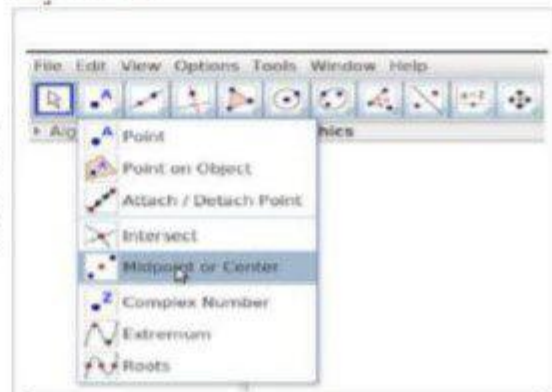 File Edit View Options Tools Window Help
A
hics
A Point
Point on Object
Attach / Detach Point
Intersect
Midpoint or Center
Z Complex Number
Extremum
Roots